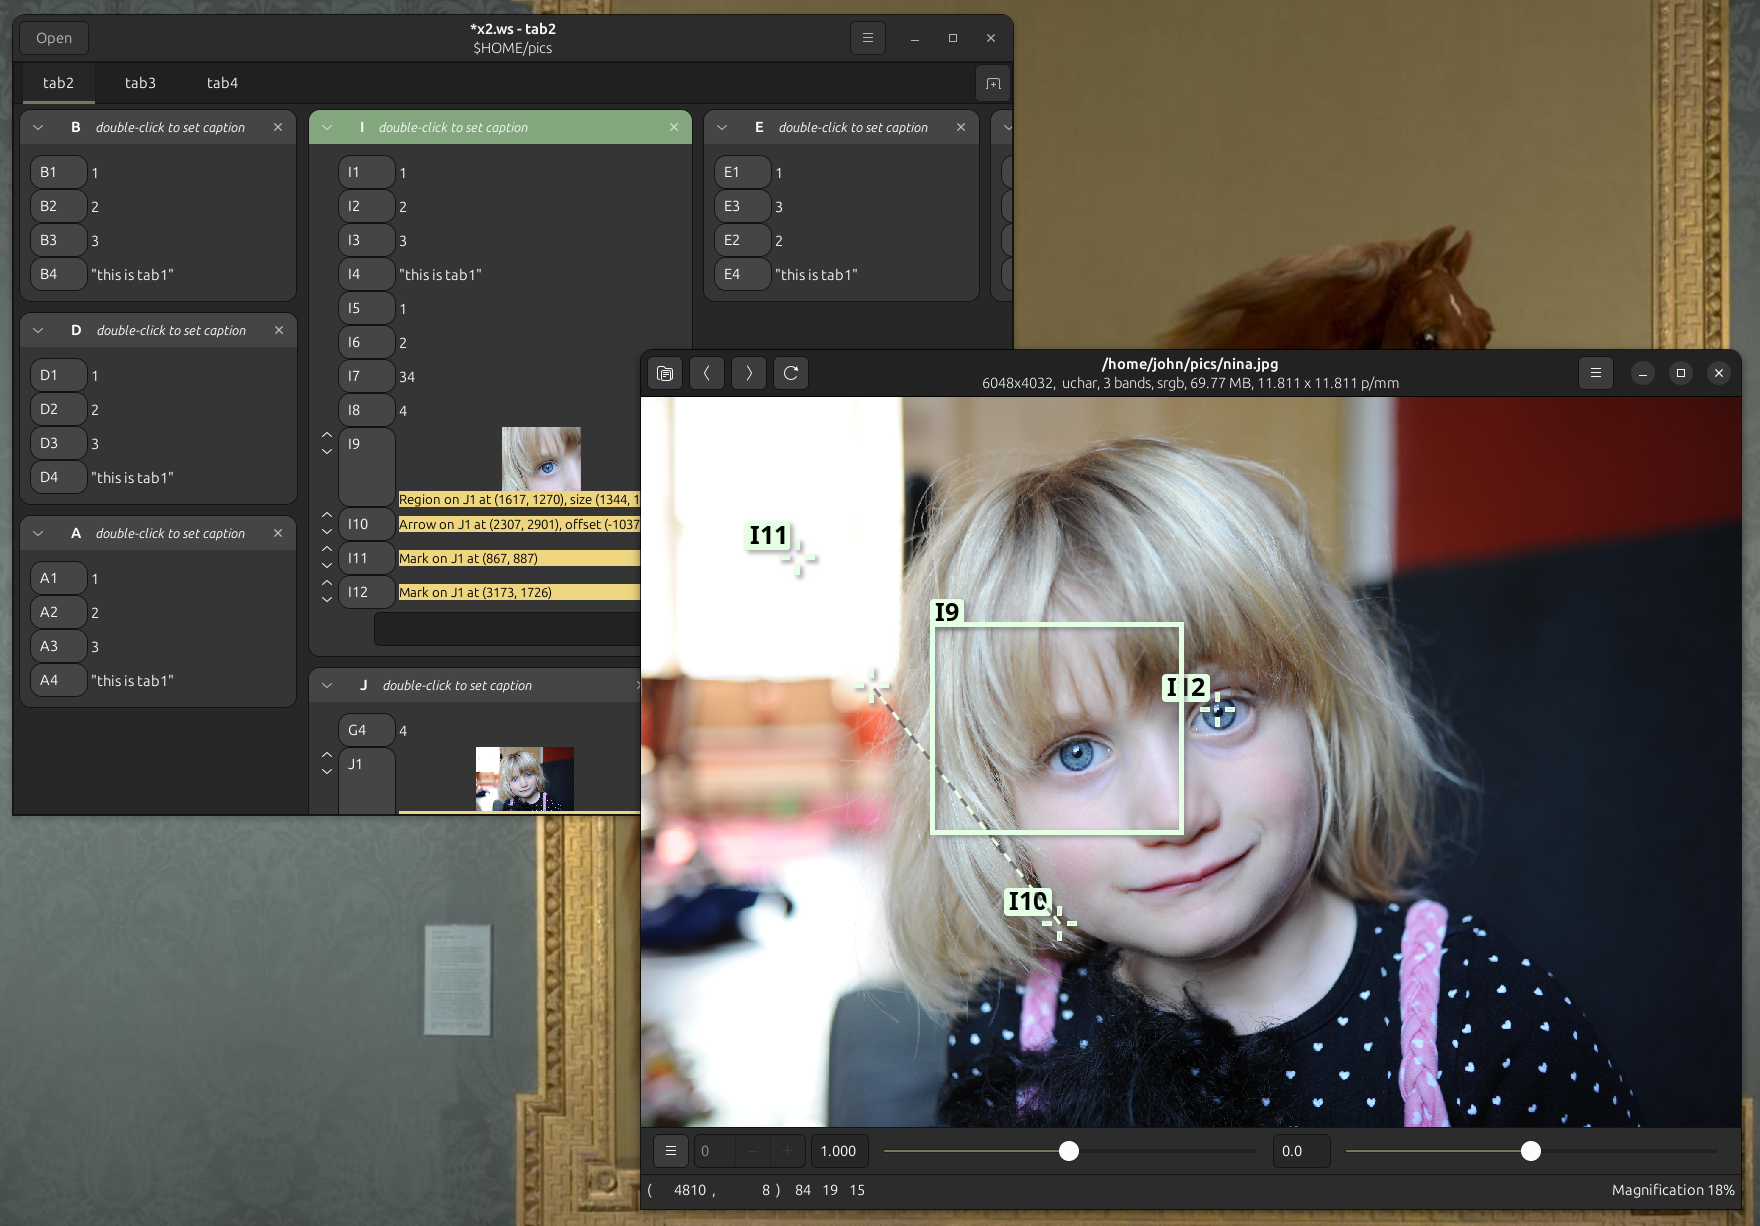 Open
*x2.ws - tab2
$HOME/pics
tab2
tab3
tab4
B double-click to set caption
B1 1
B2 2
B3 3
B4 "this is tab1"
D double-click to set caption
D1 1
D2 2
D3 3
D4 "this is tab1"
A double-click to set caption
A1 1
A2 2
A3 3
A4 "this is tab1"
I double-click to set caption
I1 1
I2 2
I3 3
I4 "this is tab1"
I5 1
I6 2
I7 34
I8 4
I9
Region on J1 at (1617, 1270), size (1344, 1
I10 Arrow on J1 at (2307, 2901), offset (-1037
I11 Mark on J1 at (867, 887)
I12 Mark on J1 at (3173, 1726)
J double-click to set caption
G4 4
J1
E double-click to set caption
E1 1
E3 3
E2 2
E4 "this is tab1"
/home/john/pics/nina.jpg
6048x4032, uchar, 3 bands, srgb, 69.77 MB, 11.811 x 11.811 p/mm
I11
I9
I12
I10
0
1.000
0.0
( 4810 , 8 ) 84 19 15
Magnification 18%